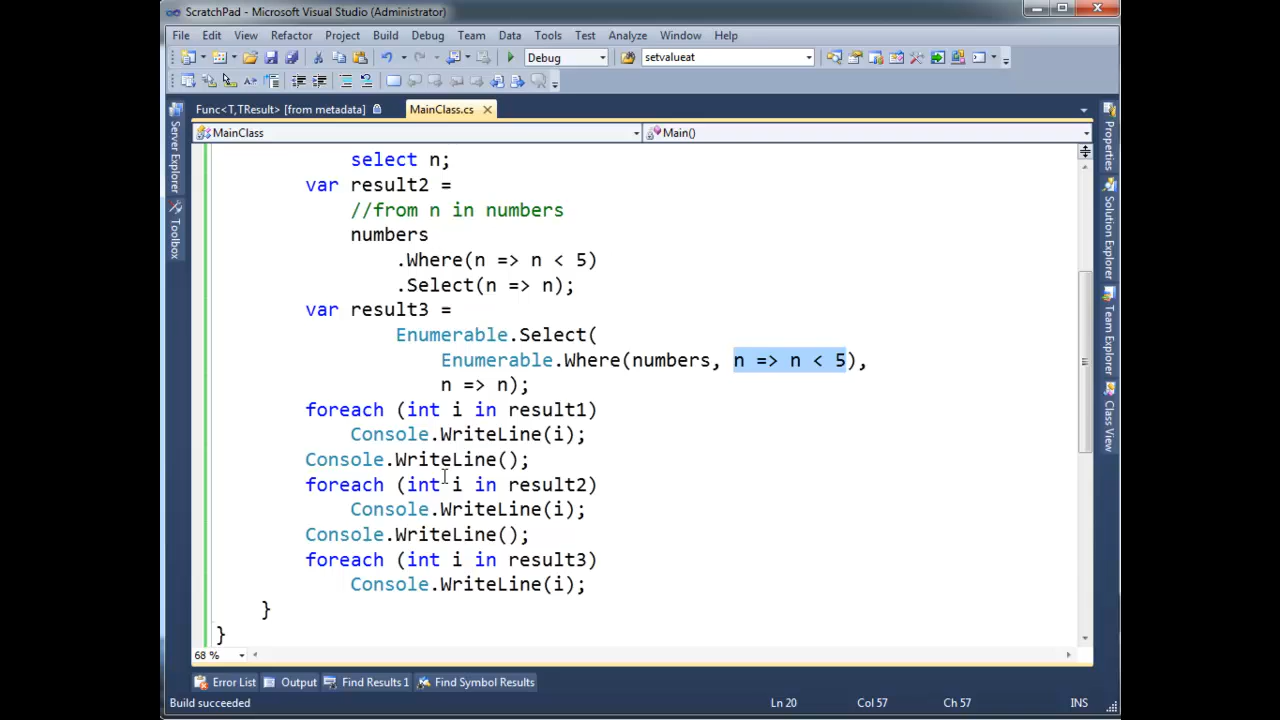 ScratchPad - Microsoft Visual Studio (Administrator)
File Edit View Refactor Project Build Debug Team Data Tools Test Analyze Window Help
Debug setvalueat
Func<T,TResult> [from metadata] MainClass.cs
MainClass Main()
select n;
var result2 =
//from n in numbers
numbers
.Where(n => n < 5)
.Select(n => n);
var result3 =
Enumerable.Select(
Enumerable.Where(numbers, n => n < 5),
n => n);
foreach (int i in result1)
Console.WriteLine(i);
Console.WriteLine();
foreach (int i in result2)
Console.WriteLine(i);
Console.WriteLine();
foreach (int i in result3)
Console.WriteLine(i);
}
}
68 %
Error List Output Find Results 1 Find Symbol Results
Build succeeded Ln 20 Col 57 Ch 57 INS
Server Explorer
Toolbox
Properties
Solution Explorer
Team Explorer
Class View